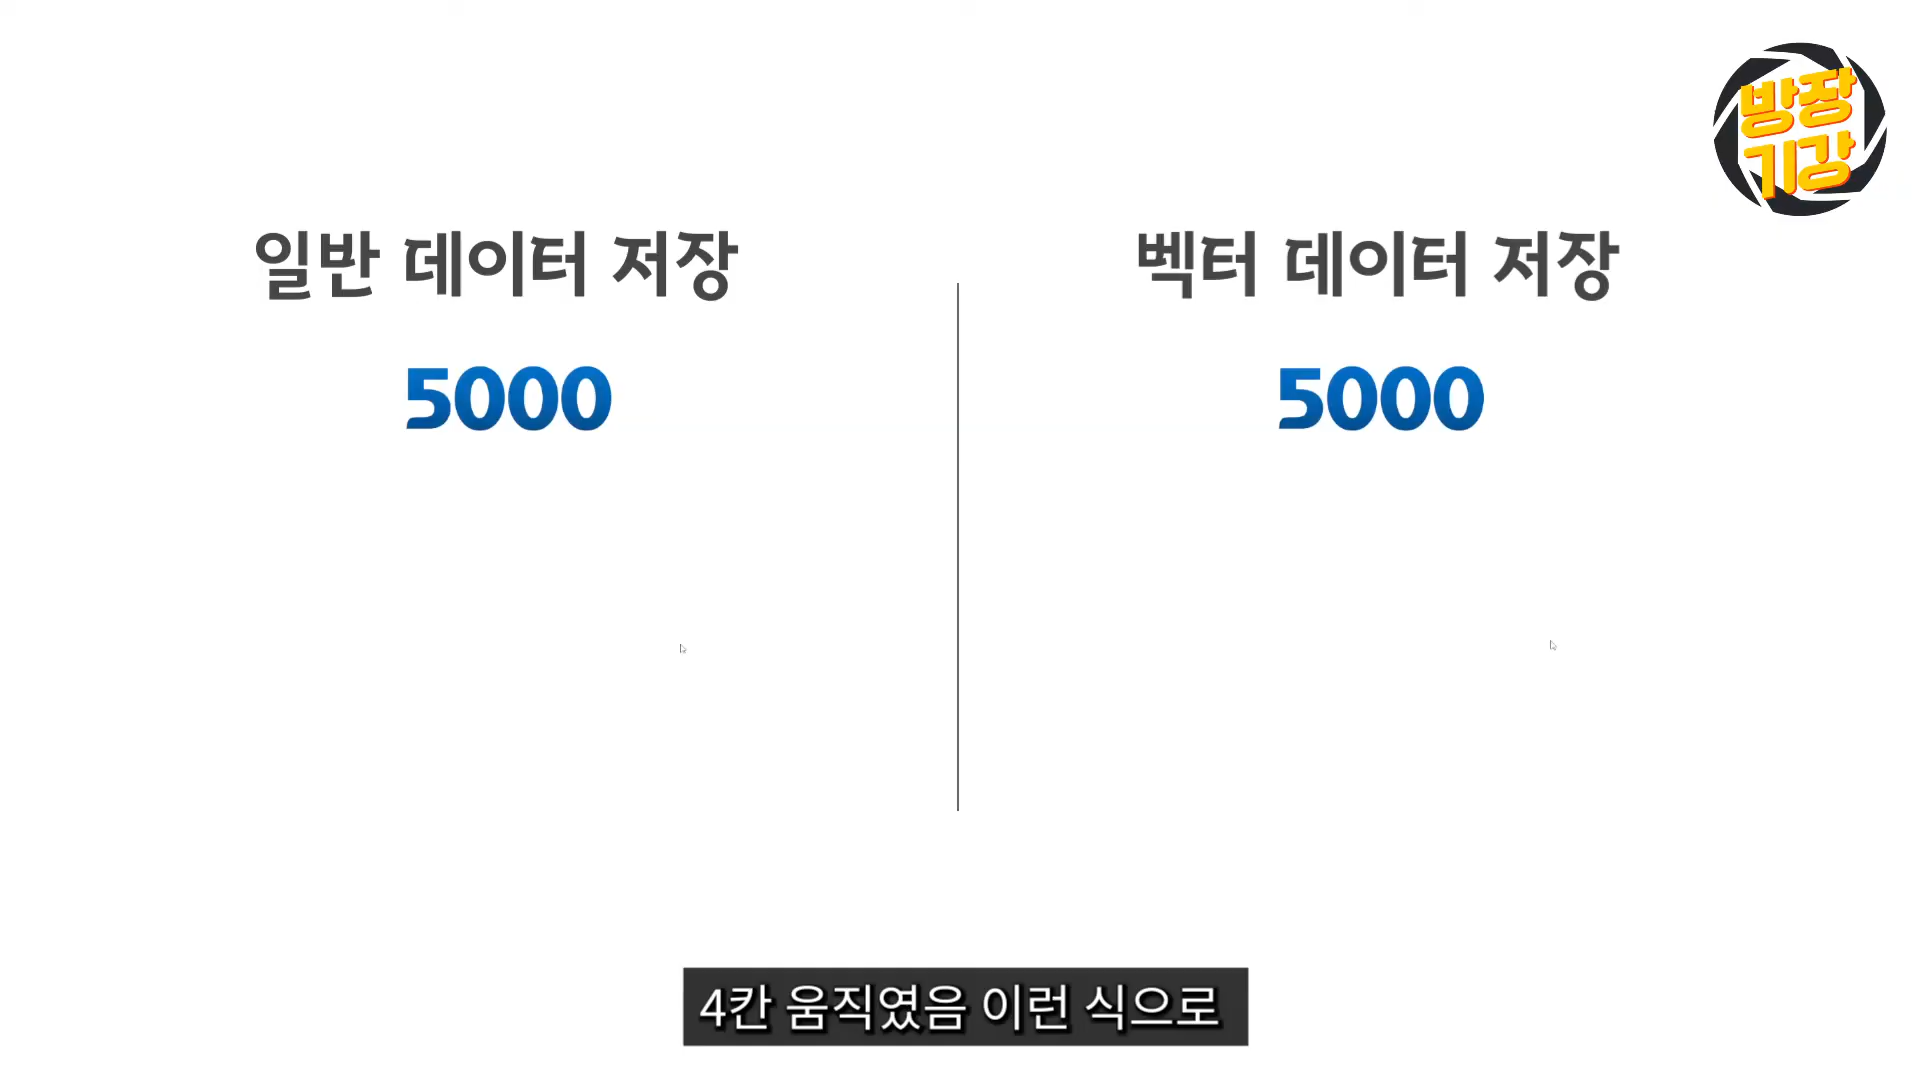 방장
기강
일반 데이터 저장
벡터 데이터 저장
5000
5000
4칸 움직였음 이런 식으로